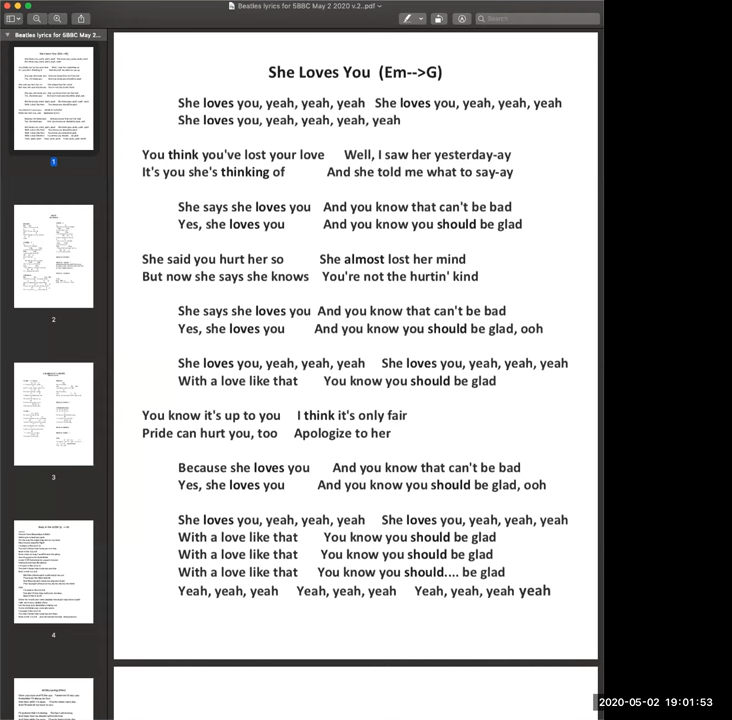 Beatles lyrics for 5BBC May 2 2020 v.2..pdf
Search
Beatles lyrics for 5BBC May 2 2...
1
2
3
4
She Loves You (Em-->G)
She loves you, yeah, yeah, yeah She loves you, yeah, yeah, yeah
She loves you, yeah, yeah, yeah
You think you've lost your love Well, I saw her yesterday-ay
It's you she's thinking of And she told me what to say-ay
She says she loves you And you know that can't be bad
Yes, she loves you And you know you should be glad
She said you hurt her so She almost lost her mind
But now she says she knows You're not the hurtin' kind
She says she loves you And you know that can't be bad
Yes, she loves you And you know you should be glad, ooh
She loves you, yeah, yeah, yeah She loves you, yeah, yeah, yeah
With a love like that You know you should be glad
You know it's up to you I think it's only fair
Pride can hurt you, too Apologize to her
Because she loves you And you know that can't be bad
Yes, she loves you And you know you should be glad, ooh
She loves you, yeah, yeah, yeah She loves you, yeah, yeah, yeah
With a love like that You know you should be glad
With a love like that You know you should be glad
With a love like that You know you should.... be glad
Yeah, yeah, yeah Yeah, yeah, yeah Yeah, yeah, yeah yeah
2020-05-02 19:01:53